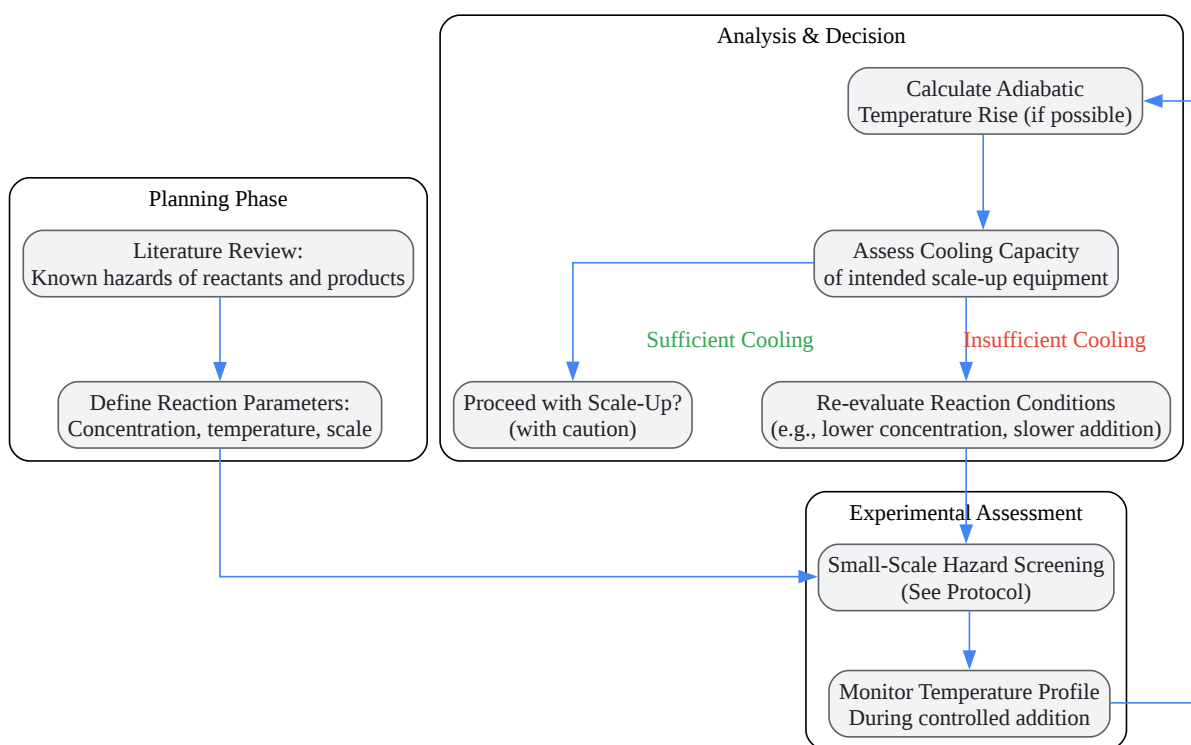 Analysis & Decision
Calculate Adiabatic
Temperature Rise (if possible)
Planning Phase
Literature Review:
Known hazards of reactants and products
Assess Cooling Capacity
of intended scale-up equipment
Sufficient Cooling
Insufficient Cooling
Define Reaction Parameters:
Concentration, temperature, scale
Proceed with Scale-Up?
(with caution)
Re-evaluate Reaction Conditions
(e.g., lower concentration, slower addition)
Experimental Assessment
Small-Scale Hazard Screening
(See Protocol)
Monitor Temperature Profile
During controlled addition